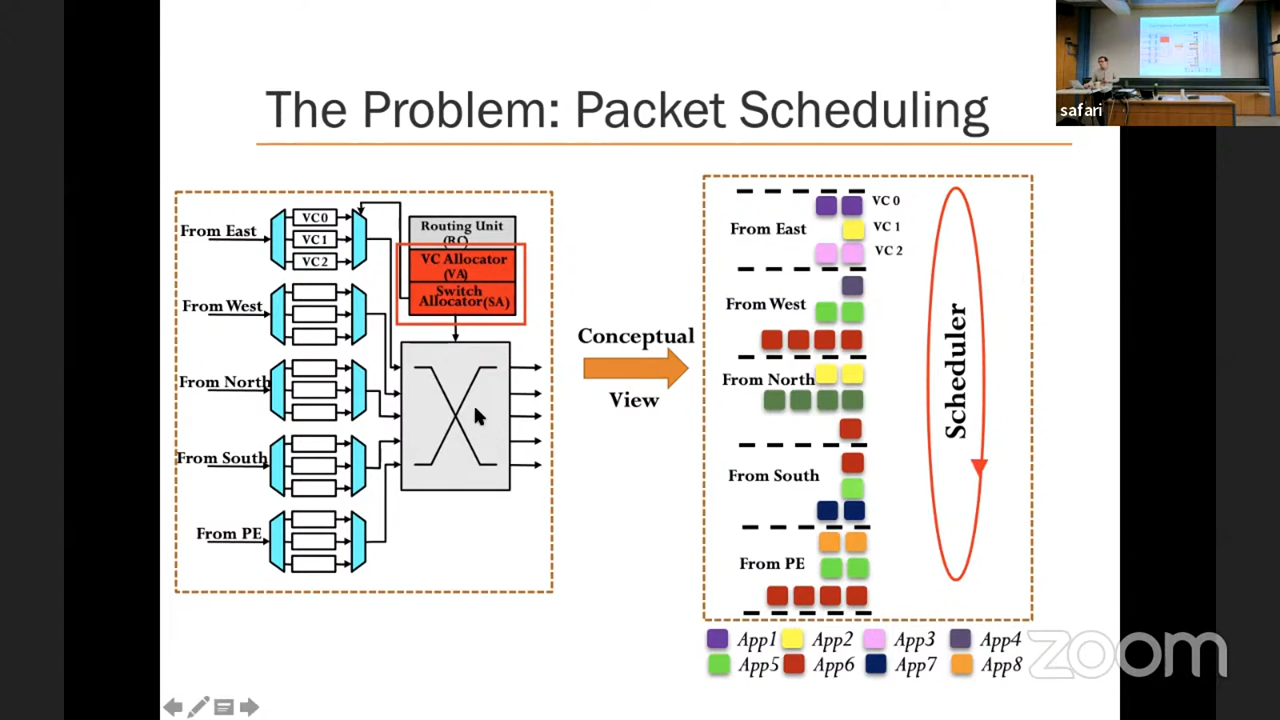 The Problem: Packet Scheduling
safari
From East
VC0
VC1
VC2
From West
From North
From South
From PE
Routing Unit
(RC)
VC Allocator
(VA)
Switch
Allocator(SA)
Conceptual
View
From East
VC 0
VC 1
VC 2
From West
From North
From South
From PE
Scheduler
App1
App2
App3
App4
App5
App6
App7
App8
zoom